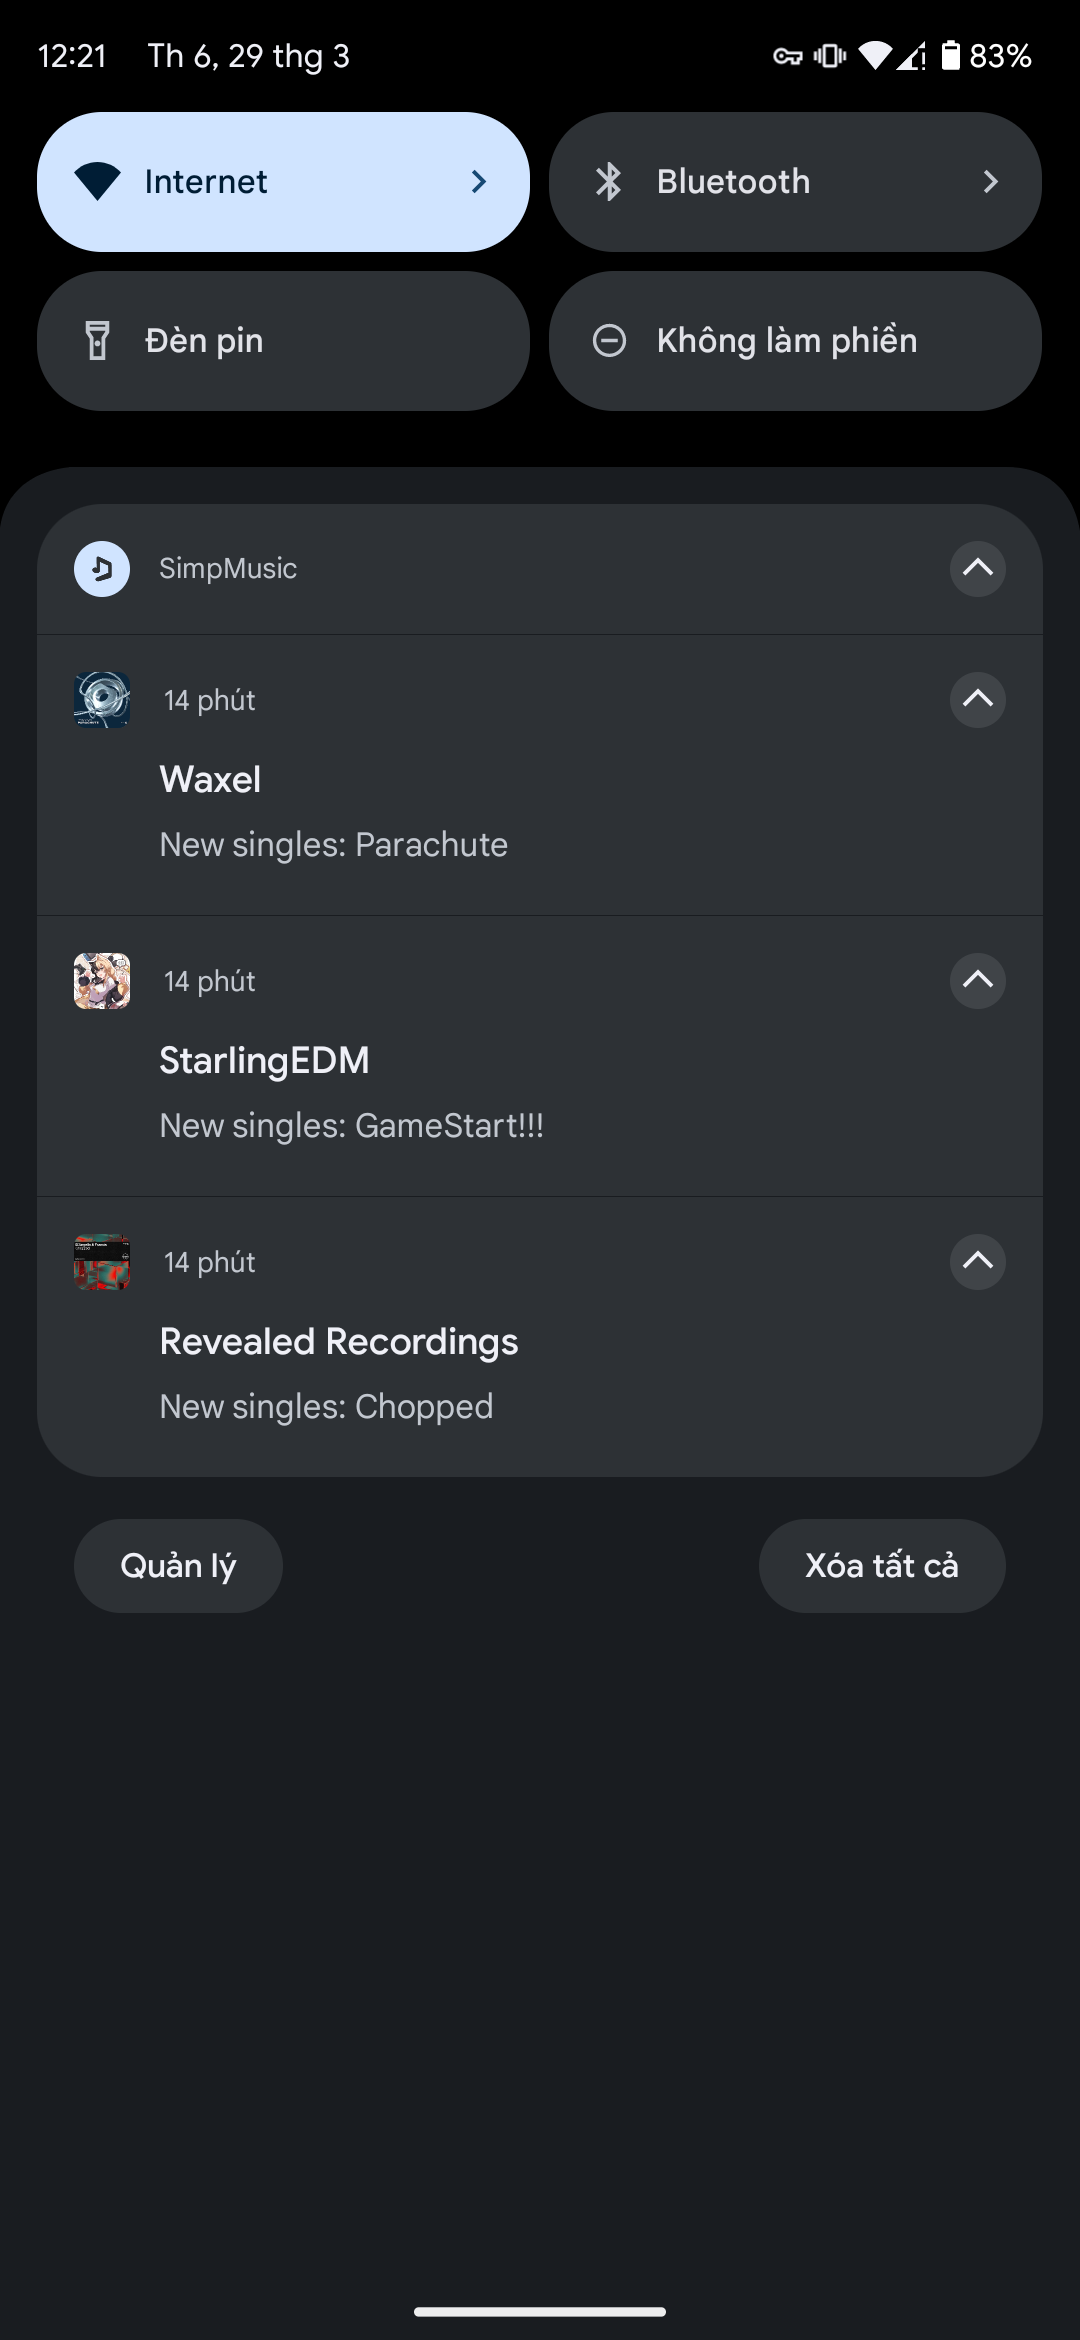 12:21 Th 6, 29 thg 3 83%
Internet
Bluetooth
Đèn pin
Không làm phiền
SimpMusic
14 phút
Waxel
New singles: Parachute
14 phút
StarlingEDM
New singles: GameStart!!!
14 phút
Revealed Recordings
New singles: Chopped
Quản lý
Xóa tất cả